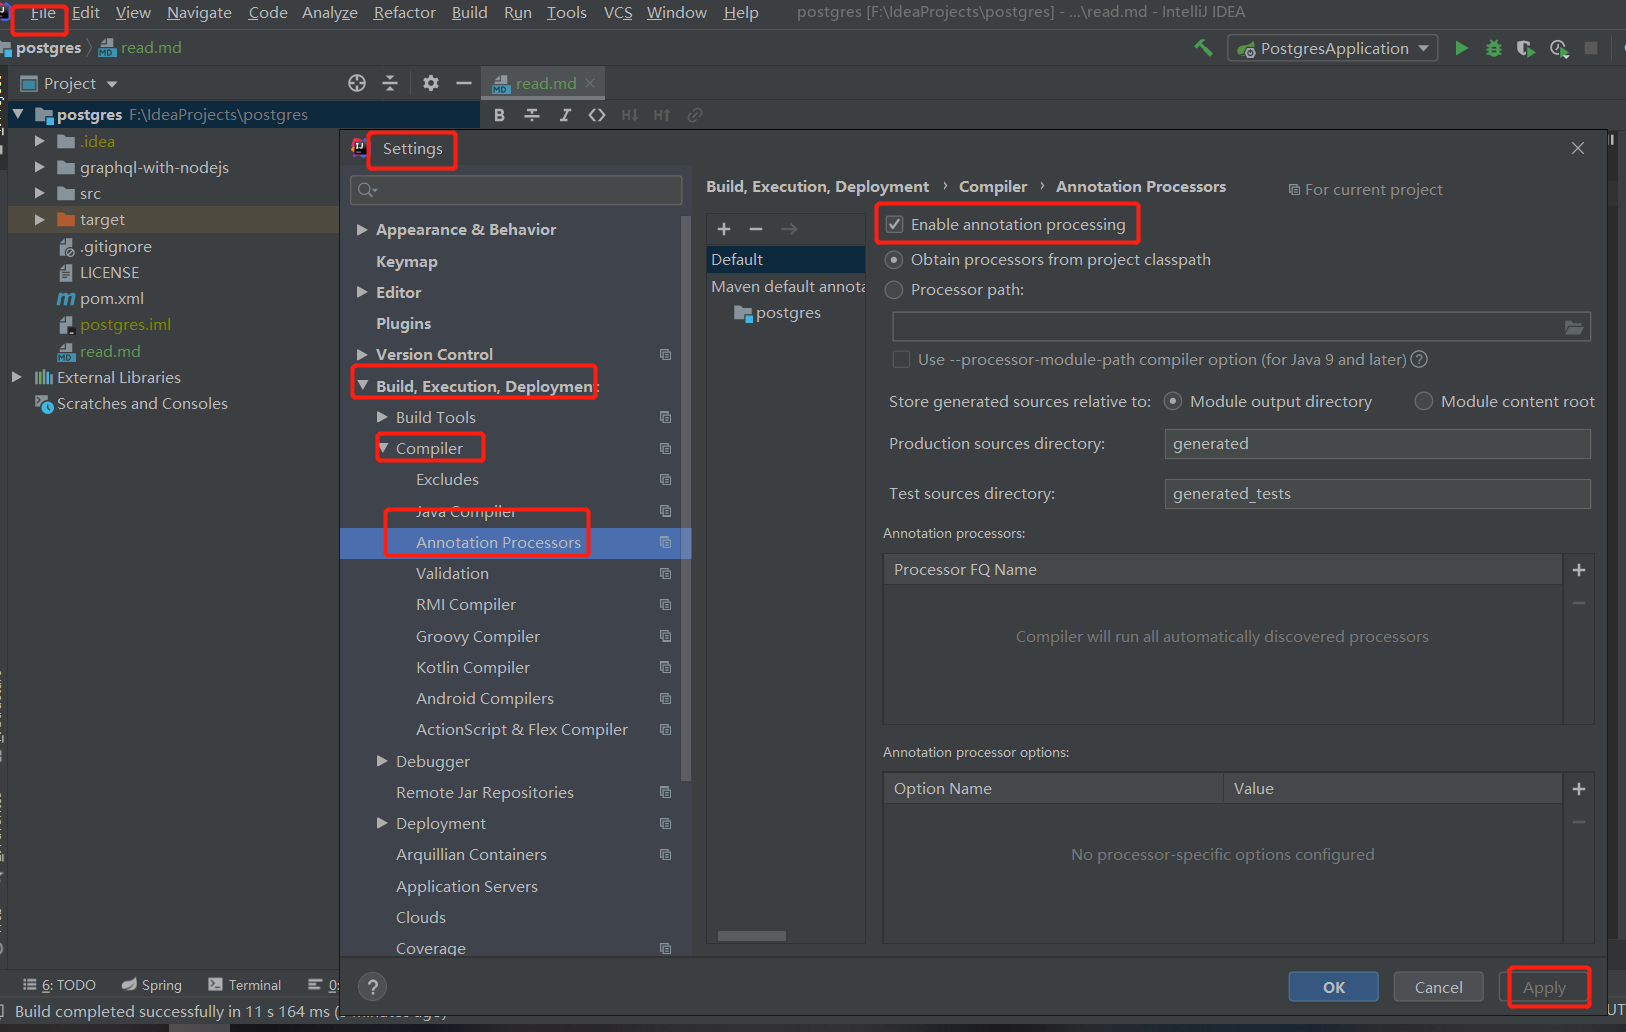 File Edit View Navigate Code Analyze Refactor Build Run Tools VCS Window Help postgres [F:\IdeaProjects\postgres] - ...\read.md - IntelliJ IDEA
postgres read.md PostgresApplication
Project read.md
postgres F:\IdeaProjects\postgres
.idea
graphql-with-nodejs
src
target
.gitignore
LICENSE
pom.xml
postgres.iml
read.md
External Libraries
Scratches and Consoles
Settings
Appearance & Behavior
Keymap
Editor
Plugins
Version Control
Build, Execution, Deployment
Build Tools
Compiler
Excludes
Java Compiler
Annotation Processors
Validation
RMI Compiler
Groovy Compiler
Kotlin Compiler
Android Compilers
ActionScript & Flex Compiler
Debugger
Remote Jar Repositories
Deployment
Arquillian Containers
Application Servers
Clouds
Coverage
Build, Execution, Deployment › Compiler › Annotation Processors For current project
Default
Maven default annota
postgres
Enable annotation processing
Obtain processors from project classpath
Processor path:
Use --processor-module-path compiler option (for Java 9 and later) ?
Store generated sources relative to: Module output directory Module content root
Production sources directory: generated
Test sources directory: generated_tests
Annotation processors:
Processor FQ Name
Compiler will run all automatically discovered processors
Annotation processor options:
Option Name Value
No processor-specific options configured
? OK Cancel Apply
6: TODO Spring Terminal 0:
Build completed successfully in 11 s 164 ms
UT